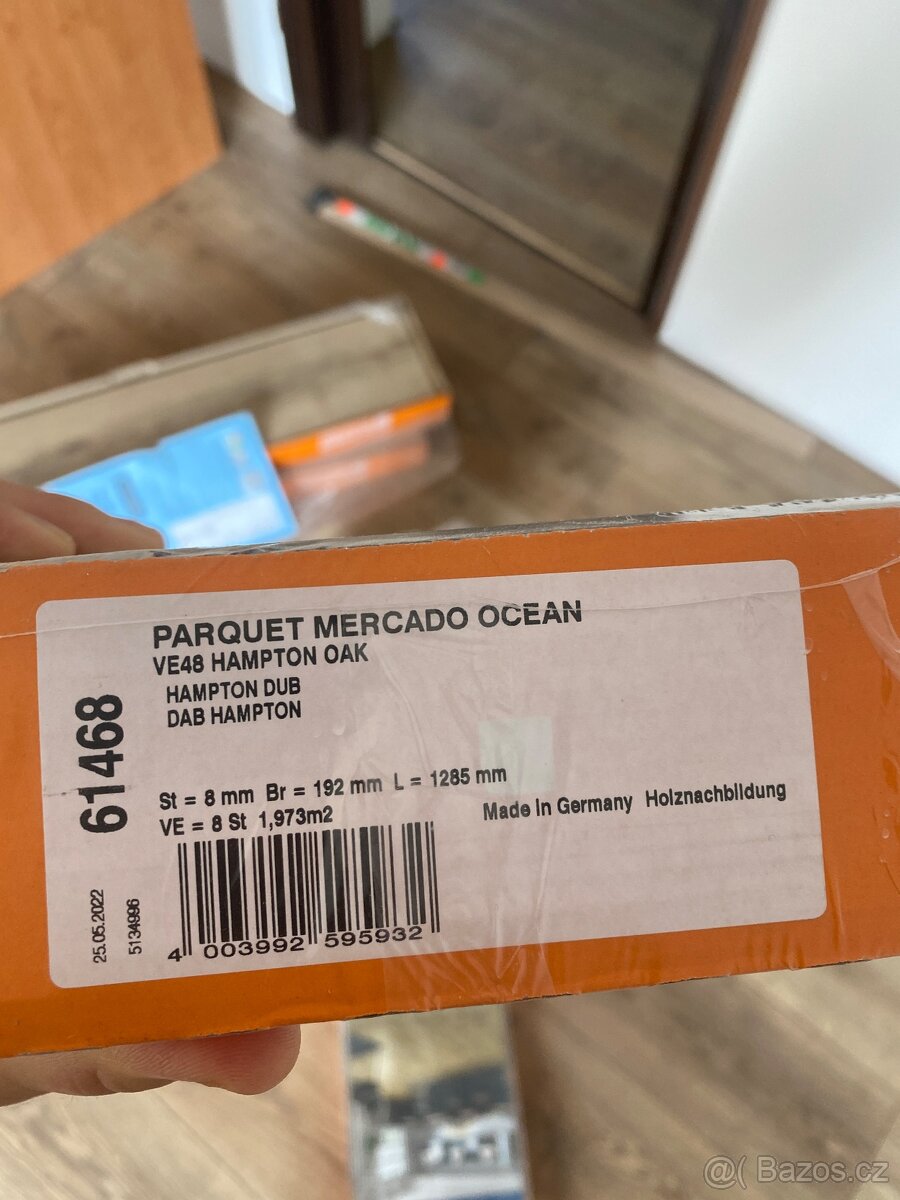 PARQUET MERCADO OCEAN
VE48 HAMPTON OAK
HAMPTON DUB
DAB HAMPTON
61468
St = 8 mm Br = 192 mm L = 1285 mm
VE = 8 St 1,973m2
Made in Germany Holznachbildung
25.05.2022
5134996
4 003992 595932
@( Bazos.cz